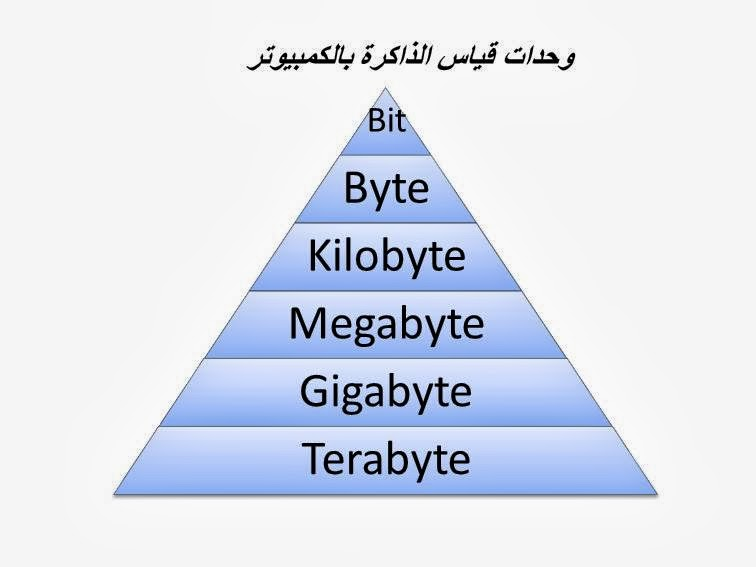 وحدات قياس الذاكرة بالكمبيوتر
Bit
Byte
Kilobyte
Megabyte
Gigabyte
Terabyte